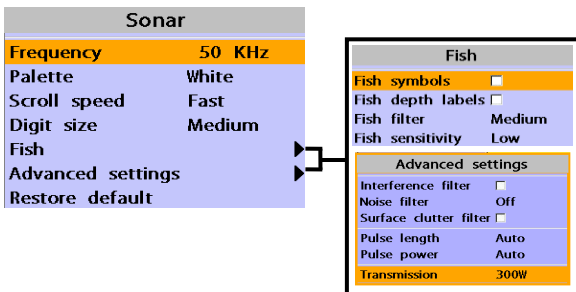 Sonar
Frequency 50 KHz
Palette White
Scroll speed Fast
Digit size Medium
Fish
Advanced settings
Restore default
Fish
Fish symbols
Fish depth labels
Fish filter Medium
Fish sensitivity Low
Advanced settings
Interference filter
Noise filter Off
Surface clutter filter
Pulse length Auto
Pulse power Auto
Transmission 300W